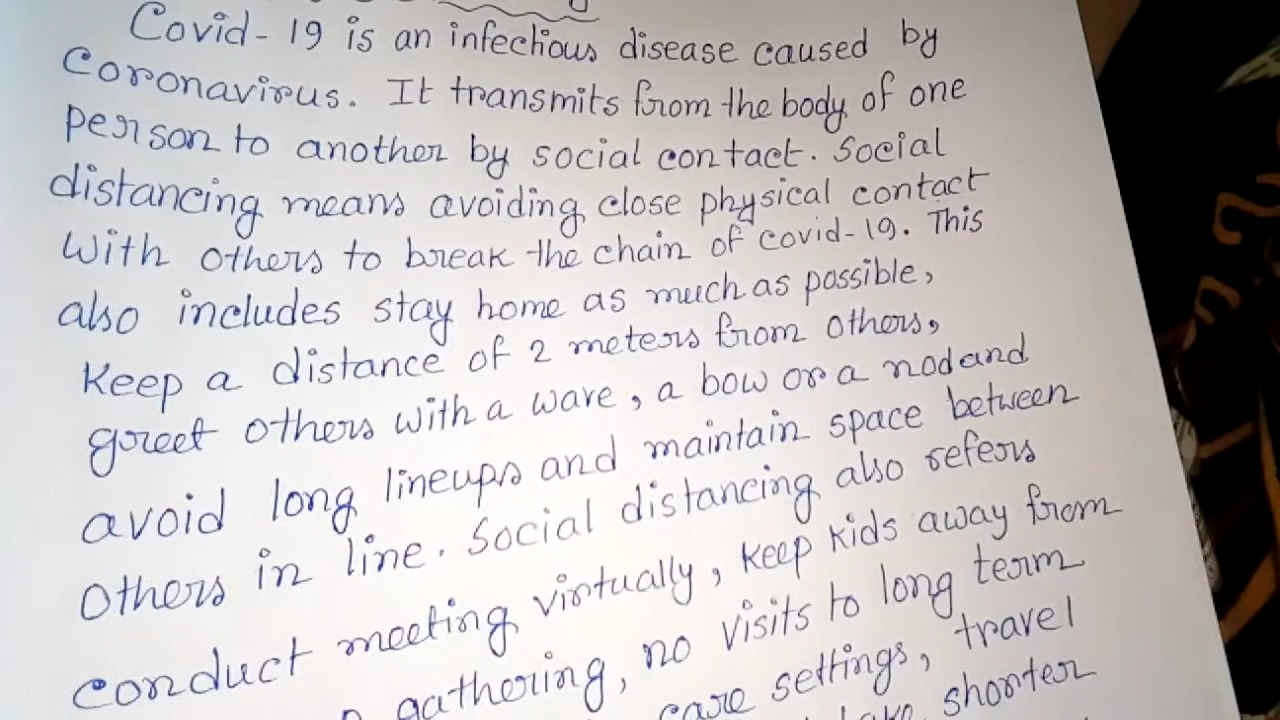 Covid-19 is an infectious disease caused by
Coronavirus. It transmits from the body of one
person to another by social contact. Social
distancing means avoiding close physical contact
With others to break the chain of covid-19. This
also includes stay home as much as possible,
Keep a distance of 2 meters from others,
greet others with a wave, a bow or a nod and
avoid long lineups and maintain space between
others in line. Social distancing also refers
conduct meeting virtually, keep kids away from
gathering, no visits to long term
care settings, travel
shorter